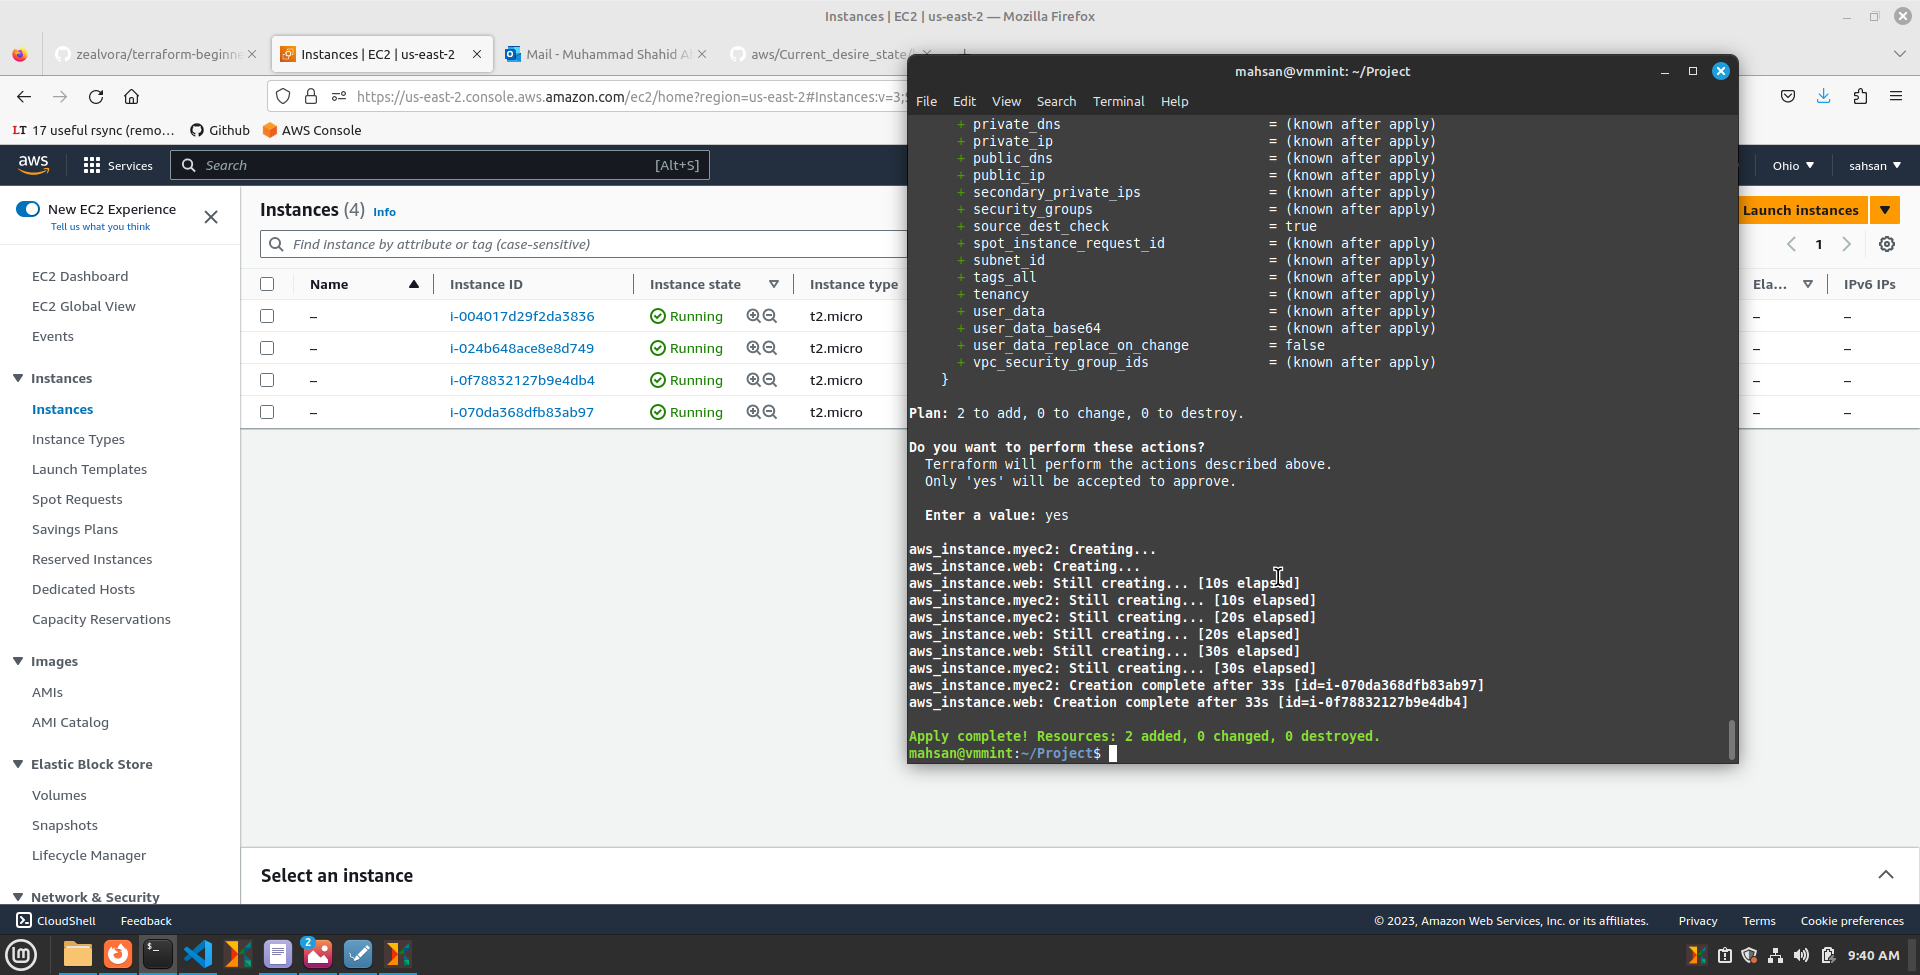 Instances | EC2 | us-east-2 — Mozilla Firefox
zealvora/terraform-beginne
Instances | EC2 | us-east-2
Mail - Muhammad Shahid A
aws/Current_desire_state/
https://us-east-2.console.aws.amazon.com/ec2/home?region=us-east-2#Instances:v=3;
LT 17 useful rsync (remo…
Github
AWS Console
aws
Services
Search
[Alt+S]
Ohio
sahsan
New EC2 Experience
Tell us what you think
EC2 Dashboard
EC2 Global View
Events
Instances
Instances
Instance Types
Launch Templates
Spot Requests
Savings Plans
Reserved Instances
Dedicated Hosts
Capacity Reservations
Images
AMIs
AMI Catalog
Elastic Block Store
Volumes
Snapshots
Lifecycle Manager
Network & Security
Instances (4) Info
Find instance by attribute or tag (case-sensitive)
Launch instances
1
Name Instance ID Instance state Instance type Ela... IPv6 IPs
– i-004017d29f2da3836 Running t2.micro – –
– i-024b648ace8e8d749 Running t2.micro – –
– i-0f78832127b9e4db4 Running t2.micro – –
– i-070da368dfb83ab97 Running t2.micro – –
Select an instance
mahsan@vmmint: ~/Project
File Edit View Search Terminal Help
+ private_dns = (known after apply)
+ private_ip = (known after apply)
+ public_dns = (known after apply)
+ public_ip = (known after apply)
+ secondary_private_ips = (known after apply)
+ security_groups = (known after apply)
+ source_dest_check = true
+ spot_instance_request_id = (known after apply)
+ subnet_id = (known after apply)
+ tags_all = (known after apply)
+ tenancy = (known after apply)
+ user_data = (known after apply)
+ user_data_base64 = (known after apply)
+ user_data_replace_on_change = false
+ vpc_security_group_ids = (known after apply)
}
Plan: 2 to add, 0 to change, 0 to destroy.
Do you want to perform these actions?
Terraform will perform the actions described above.
Only 'yes' will be accepted to approve.
Enter a value: yes
aws_instance.myec2: Creating...
aws_instance.web: Creating...
aws_instance.web: Still creating... [10s elapsed]
aws_instance.myec2: Still creating... [10s elapsed]
aws_instance.myec2: Still creating... [20s elapsed]
aws_instance.web: Still creating... [20s elapsed]
aws_instance.web: Still creating... [30s elapsed]
aws_instance.myec2: Still creating... [30s elapsed]
aws_instance.myec2: Creation complete after 33s [id=i-070da368dfb83ab97]
aws_instance.web: Creation complete after 33s [id=i-0f78832127b9e4db4]
Apply complete! Resources: 2 added, 0 changed, 0 destroyed.
mahsan@vmmint:~/Project$
CloudShell
Feedback
© 2023, Amazon Web Services, Inc. or its affiliates.
Privacy
Terms
Cookie preferences
2
9:40 AM